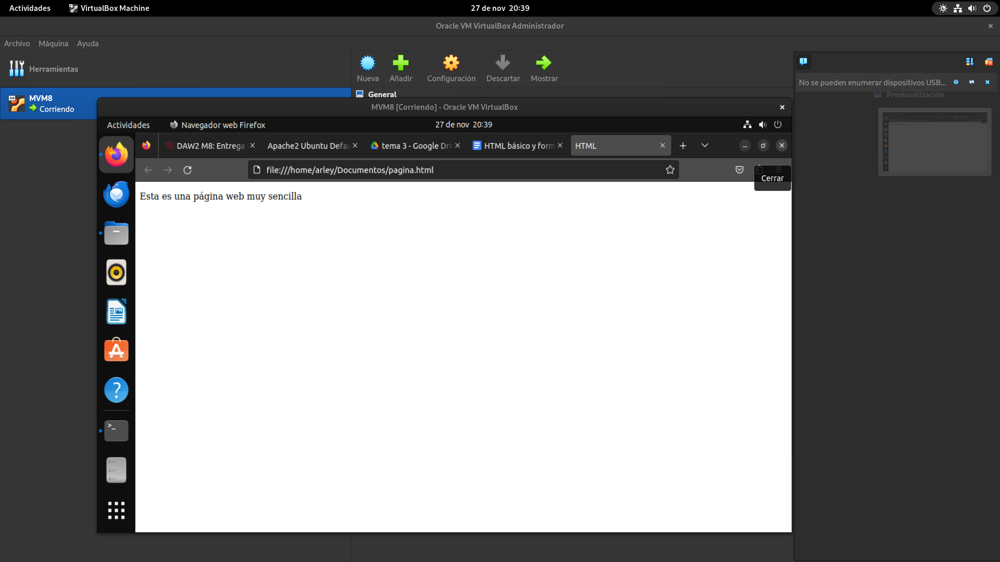 Actividades VirtualBox Machine 27 de nov 20:39
Oracle VM VirtualBox Administrador
Archivo Máquina Ayuda
Herramientas
Nueva Añadir Configuración Descartar Mostrar
No se pueden enumerar dispositivos USB...
General
Previsualización
64 MVM8
Corriendo
MVM8 [Corriendo] - Oracle VM VirtualBox
Actividades Navegador web Firefox 27 de nov 20:39
DAW2 M8: Entrega Apache2 Ubuntu Defau tema 3 - Google Dri HTML básico y form HTML
file:///home/arley/Documentos/pagina.html
Cerrar
Esta es una página web muy sencilla